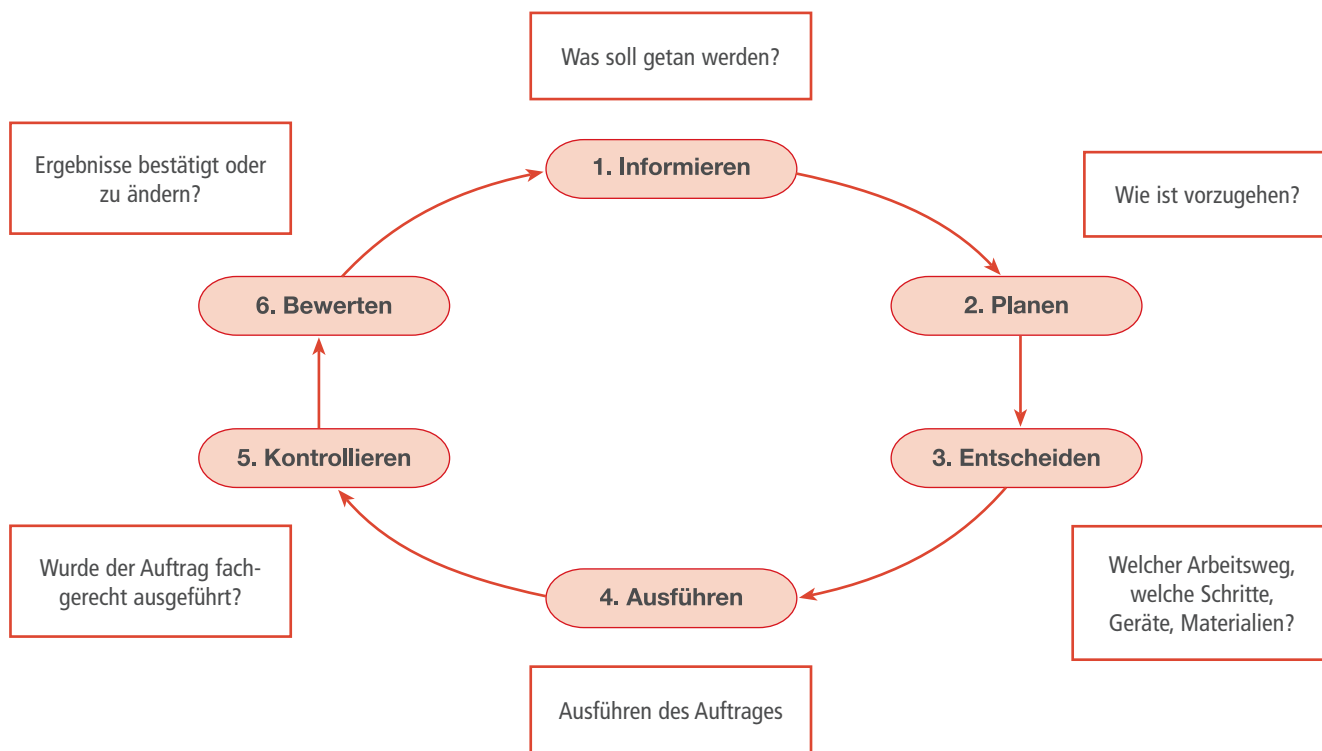 Was soll getan werden?
1. Informieren
Wie ist vorzugehen?
2. Planen
3. Entscheiden
Welcher Arbeitsweg,
welche Schritte,
Geräte, Materialien?
4. Ausführen
Ausführen des Auftrages
5. Kontrollieren
Wurde der Auftrag fach-
gerecht ausgeführt?
6. Bewerten
Ergebnisse bestätigt oder
zu ändern?